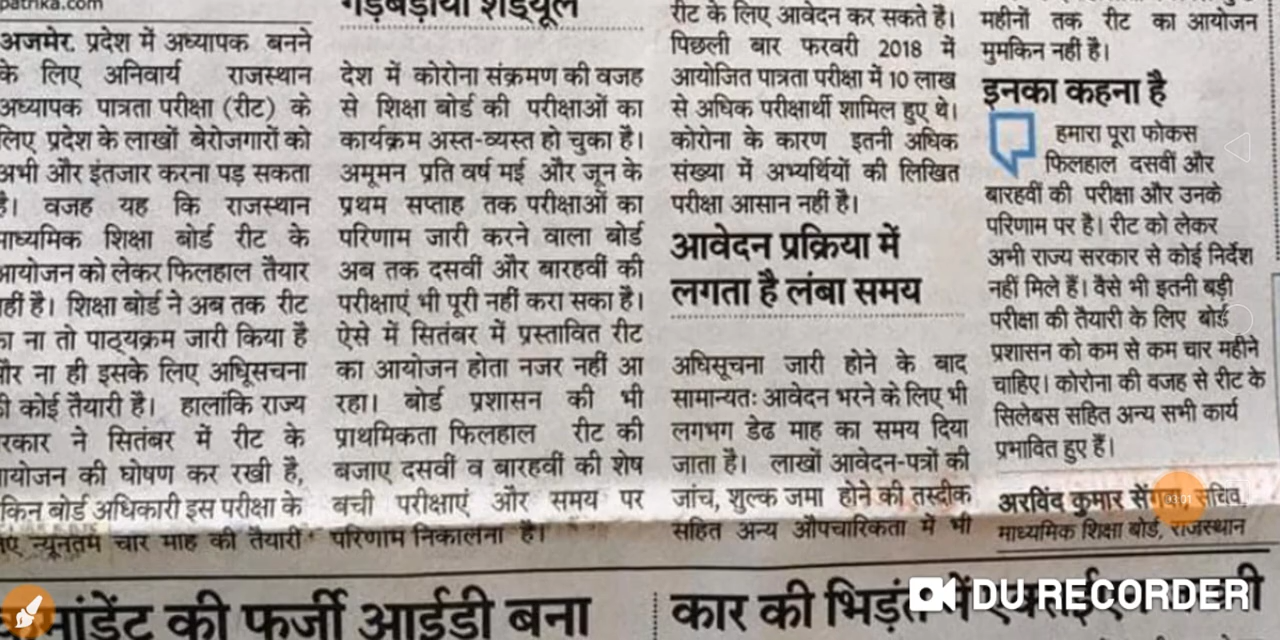 patrika.com
अजमेर. प्रदेश में अध्यापक बनने
के लिए अनिवार्य राजस्थान
अध्यापक पात्रता परीक्षा (रीट) के
लिए प्रदेश के लाखों बेरोजगारों को
अभी और इंतजार करना पड़ सकता
है। वजह यह कि राजस्थान
माध्यमिक शिक्षा बोर्ड रीट के
आयोजन को लेकर फिलहाल तैयार
नहीं है। शिक्षा बोर्ड ने अब तक रीट
का ना तो पाठ्यक्रम जारी किया है
और ना ही इसके लिए अधिूसचना
की कोई तैयारी है। हालांकि राज्य
रकार ने सितंबर में रीट के
ायोजन की घोषण कर रखी है,
किन बोर्ड अधिकारी इस परीक्षा के
न्यूनतम चार माह की तैयारी
गड़बड़ाया शेड्यूल
देश में कोरोना संक्रमण की वजह
से शिक्षा बोर्ड की परीक्षाओं का
कार्यक्रम अस्त-व्यस्त हो चुका है।
अमूमन प्रति वर्ष मई और जून के
प्रथम सप्ताह तक परीक्षाओं का
परिणाम जारी करने वाला बोर्ड
अब तक दसवीं और बारहवीं की
परीक्षाएं भी पूरी नहीं करा सका है।
ऐसे में सितंबर में प्रस्तावित रीट
का आयोजन होता नजर नहीं आ
रहा। बोर्ड प्रशासन की भी
प्राथमिकता फिलहाल रीट की
बजाए दसवीं व बारहवीं की शेष
बची परीक्षाएं और समय पर
परिणाम निकालना है।
रीट के लिए आवेदन कर सकते है।
पिछली बार फरवरी 2018 में
आयोजित पात्रता परीक्षा में 10 लाख
से अधिक परीक्षार्थी शामिल हुए थे।
कोरोना के कारण इतनी अधिक
संख्या में अभ्यर्थियों की लिखित
परीक्षा आसान नहीं है।
आवेदन प्रक्रिया में
लगता है लंबा समय
अधिसूचना जारी होने के बाद
सामान्यतः आवेदन भरने के लिए भी
लगभग डेढ माह का समय दिया
जाता है। लाखों आवेदन-पत्रों की
जांच, शुल्क जमा होने की तस्दीक
सहित अन्य औपचारिकता में भी
महीनों तक रीट का आयोजन
मुमकिन नहीं है।
इनका कहना है
हमारा पूरा फोकस
फिलहाल दसवीं और
बारहवीं की परीक्षा और उनके
परिणाम पर है। रीट को लेकर
अभी राज्य सरकार से कोई निर्देश
नहीं मिले हैं। वैसे भी इतनी बड़ी
परीक्षा की तैयारी के लिए बोर्ड
प्रशासन को कम से कम चार महीने
चाहिए। कोरोना की वजह से रीट के
सिलेबस सहित अन्य सभी कार्य
प्रभावित हुए हैं।
अरविंद कुमार सचिव,
माध्यमिक शिक्षा बोर्ड, राजस्थान
03:01
मांडेंट की फर्जी आईडी बना
कार की भिड़ंत में
DU RECORDER